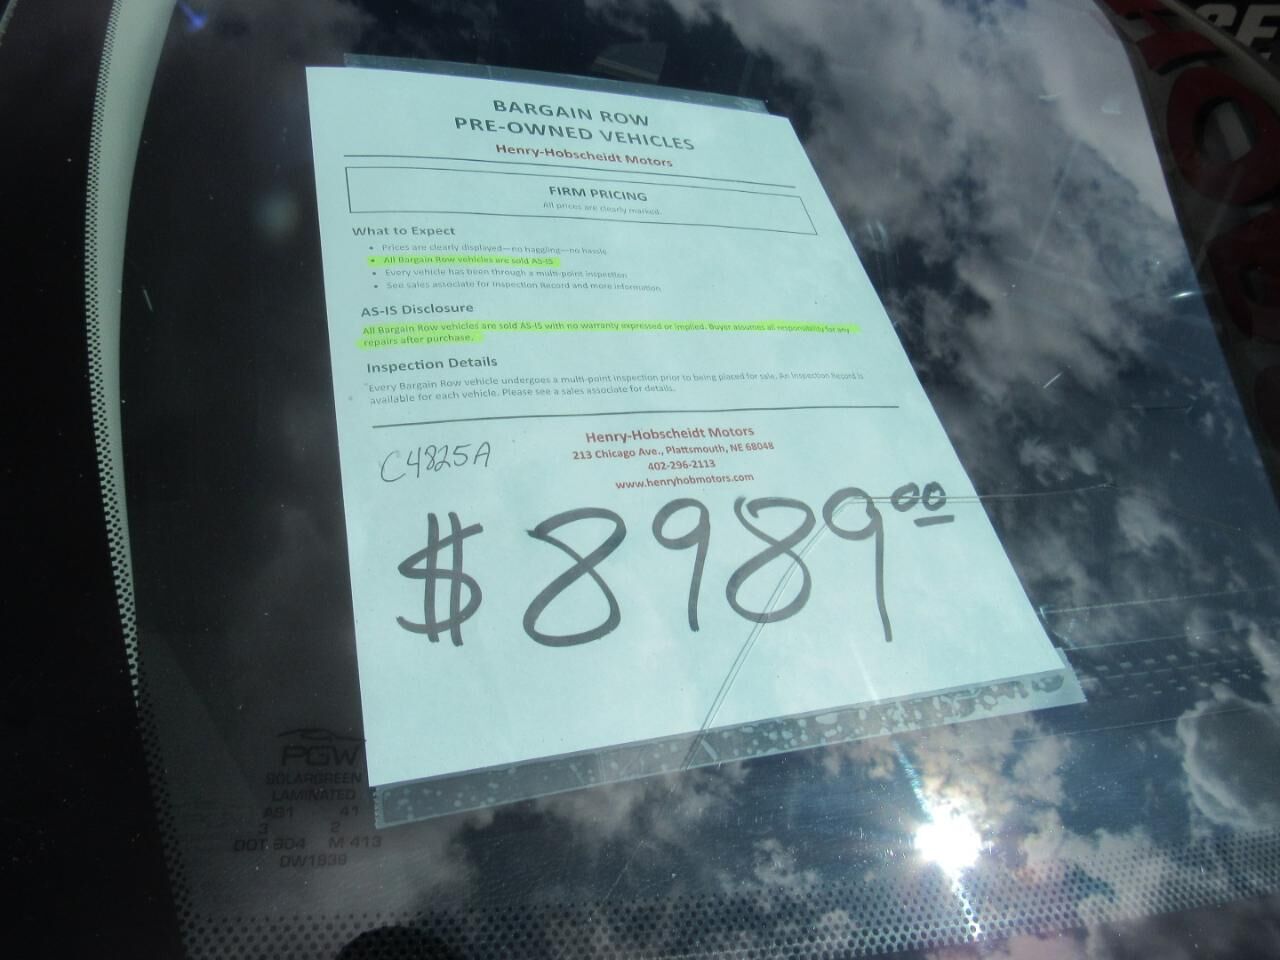 BARGAIN ROW
PRE-OWNED VEHICLES
Henry-Hobscheidt Motors
FIRM PRICING
All prices are clearly marked.
What to Expect
• Prices are clearly displayed—no haggling—no hassle
• All Bargain Row vehicles are sold AS-IS
• Every vehicle has been through a multi-point inspection
• See sales associate for Inspection Record and more information
AS-IS Disclosure
All Bargain Row vehicles are sold AS-IS with no warranty expressed or implied. Buyer assumes all responsibility for any
repairs after purchase.
Inspection Details
Every Bargain Row vehicle undergoes a multi-point inspection prior to being placed for sale. An Inspection Record is
available for each vehicle. Please see a sales associate for details.
Henry-Hobscheidt Motors
213 Chicago Ave., Plattsmouth, NE 68048
402-296-2113
www.henryhobmotors.com
C4825A
$8989.00
PGW
SOLARGREEN
LAMINATED
AS1 41
3 2
DOT 804 M 413
DW1839